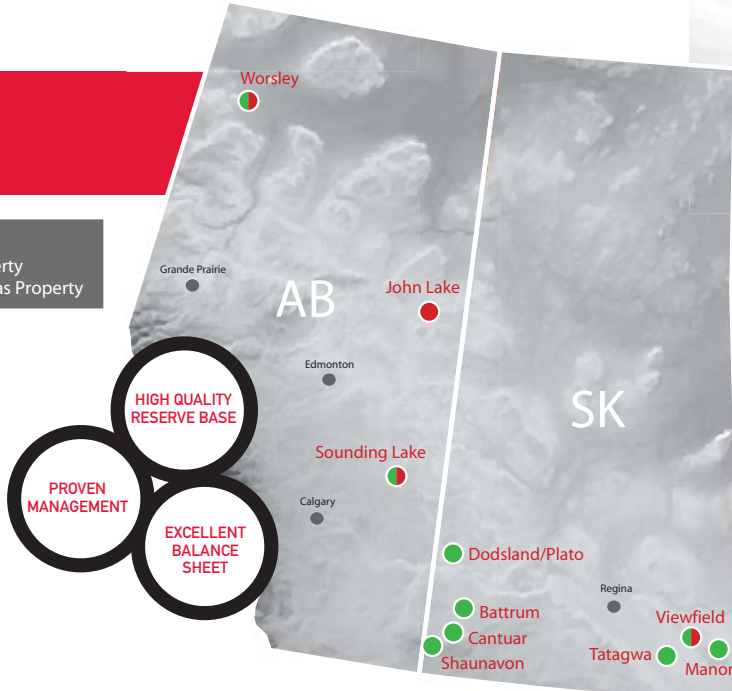 Worsley
Grande Prairie
Property
as Property
AB
John Lake
Edmonton
SK
HIGH QUALITY
RESERVE BASE
Sounding Lake
PROVEN
MANAGEMENT
Calgary
EXCELLENT
BALANCE
SHEET
Dodsland/Plato
Regina
Battrum
Viewfield
Cantuar
Tatagwa
Shaunavon
Manor